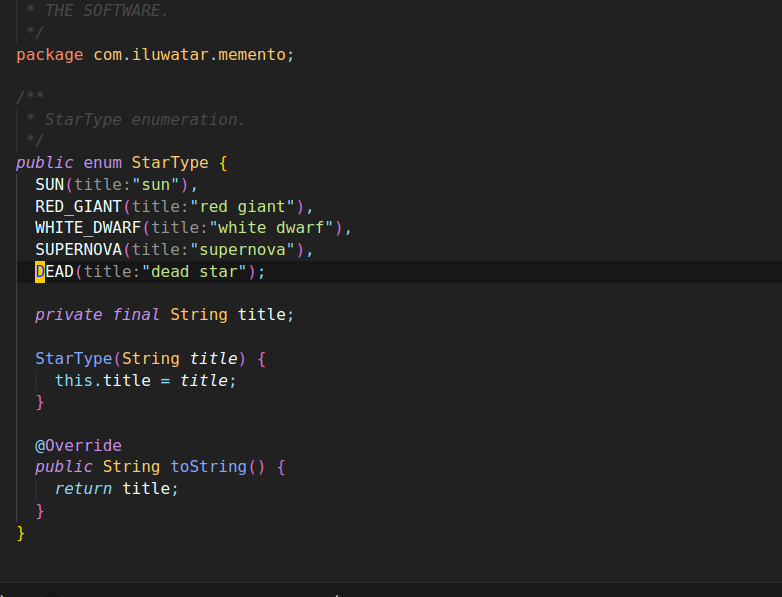 * THE SOFTWARE.
*/
package com.iluwatar.memento;
/**
* StarType enumeration.
*/
public enum StarType {
SUN(title:"sun"),
RED_GIANT(title:"red giant"),
WHITE_DWARF(title:"white dwarf"),
SUPERNOVA(title:"supernova"),
DEAD(title:"dead star");
private final String title;
StarType(String title) {
this.title = title;
}
@Override
public String toString() {
return title;
}
}